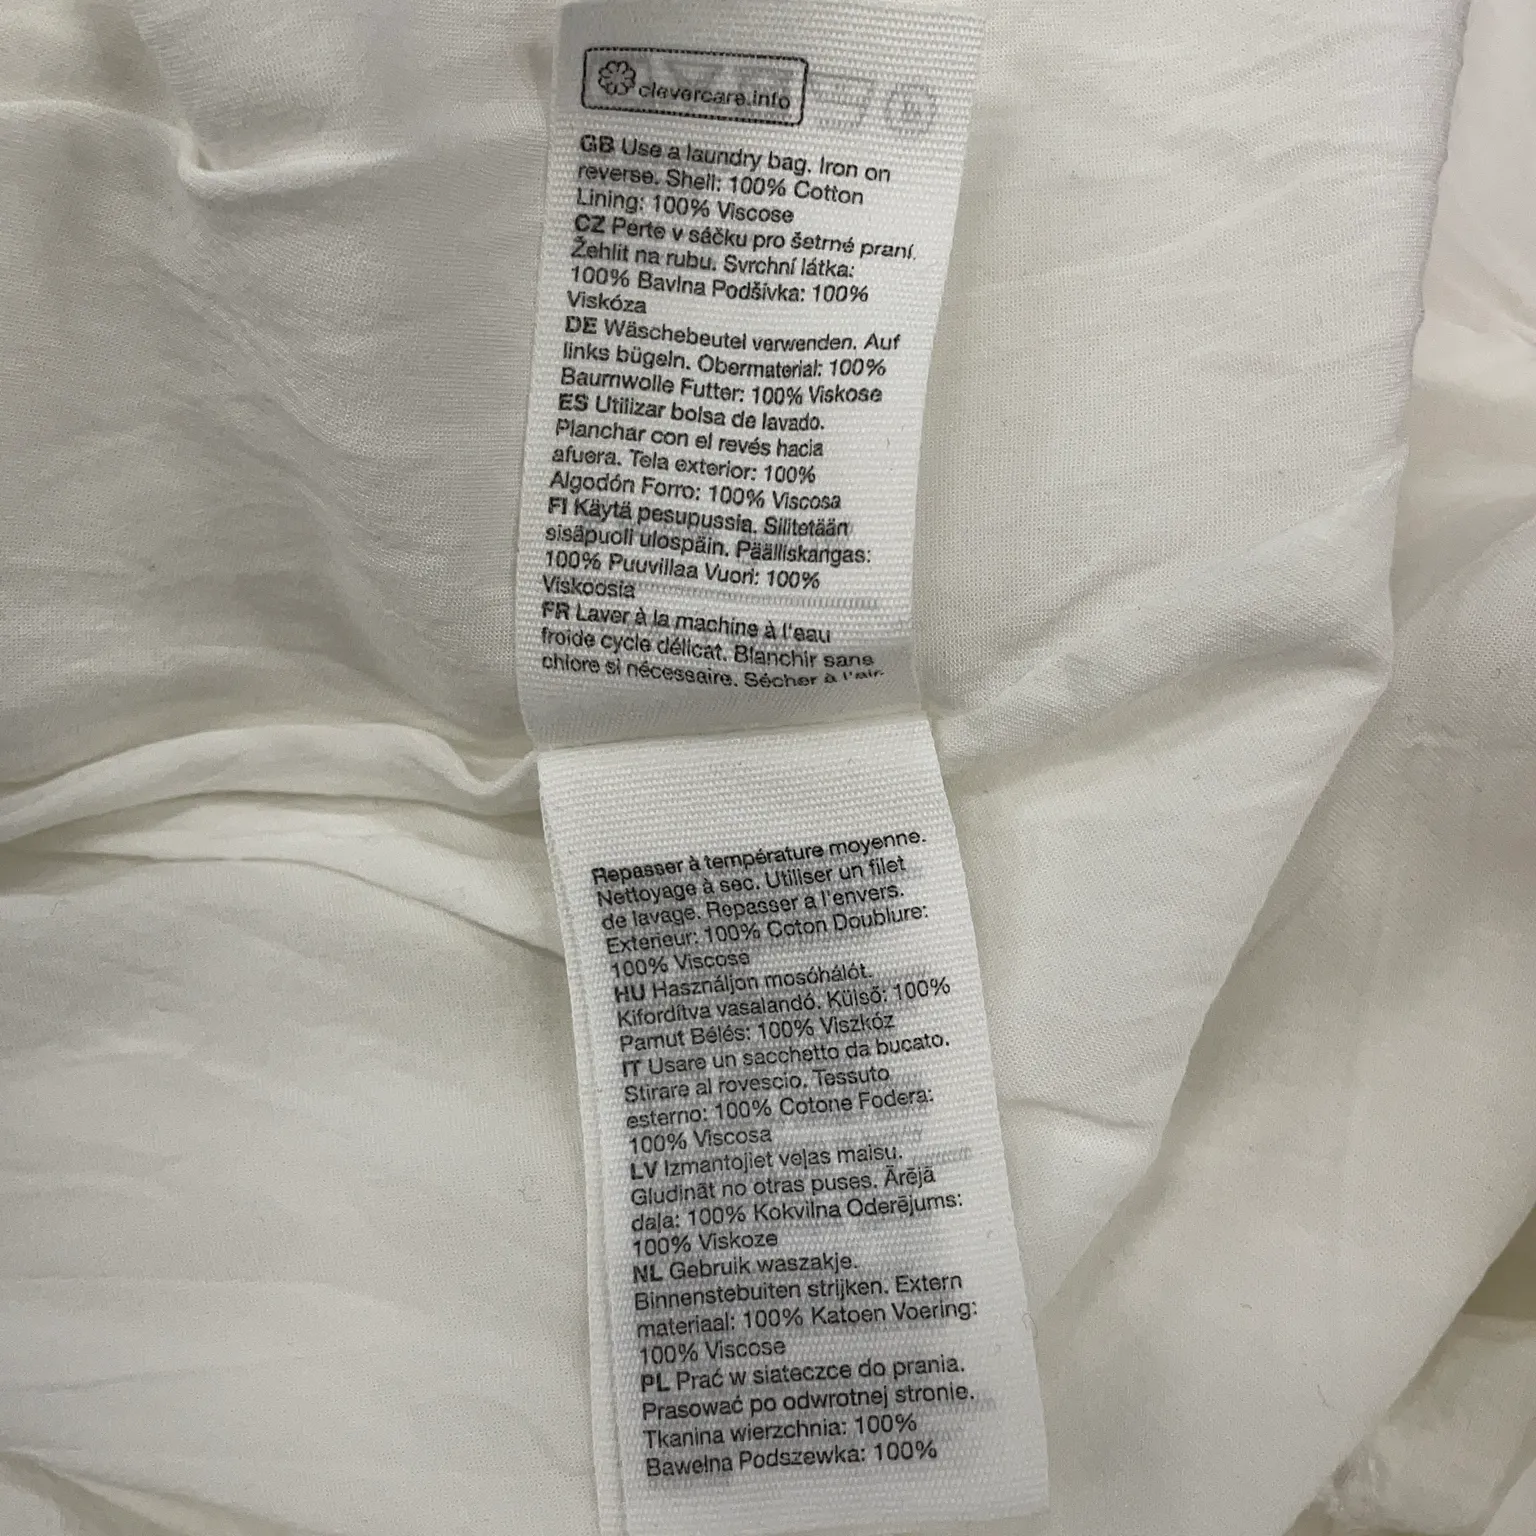 clevercare.info
GB Use a laundry bag. Iron on
reverse. Shell: 100% Cotton
Lining: 100% Viscose
CZ Perte v sáčku pro šetrné praní.
Žehlit na rubu. Svrchní látka:
100% Bavlna Podšívka: 100%
Viskóza
DE Wäschebeutel verwenden. Auf
links bügeln. Obermaterial: 100%
Baumwolle Futter: 100% Viskose
ES Utilizar bolsa de lavado.
Planchar con el revés hacia
afuera. Tela exterior: 100%
Algodón Forro: 100% Viscosa
FI Käytä pesupussia. Silitetään
sisäpuoli ulospäin. Päälliskangas:
100% Puuvillaa Vuori: 100%
Viskoosia
FR Laver à la machine à l'eau
froide cycle délicat. Blanchir sans
chlore si nécessaire. Sécher à l'air.
Repasser à température moyenne.
Nettoyage à sec. Utiliser un filet
de lavage. Repasser a l'envers.
Exterieur: 100% Coton Doublure:
100% Viscose
HU Használjon mosóhálót.
Kifordítva vasalandó. Külső: 100%
Pamut Bélés: 100% Viszkóz
IT Usare un sacchetto da bucato.
Stirare al rovescio. Tessuto
esterno: 100% Cotone Fodera:
100% Viscosa
LV Izmantojiet veļas maisu.
Gludināt no otras puses. Ārējā
daļa: 100% Kokvilna Oderējums:
100% Viskoze
NL Gebruik waszakje.
Binnenstebuiten strijken. Extern
materiaal: 100% Katoen Voering:
100% Viscose
PL Prać w siateczce do prania.
Prasować po odwrotnej stronie.
Tkanina wierzchnia: 100%
Bawełna Podszewka: 100%